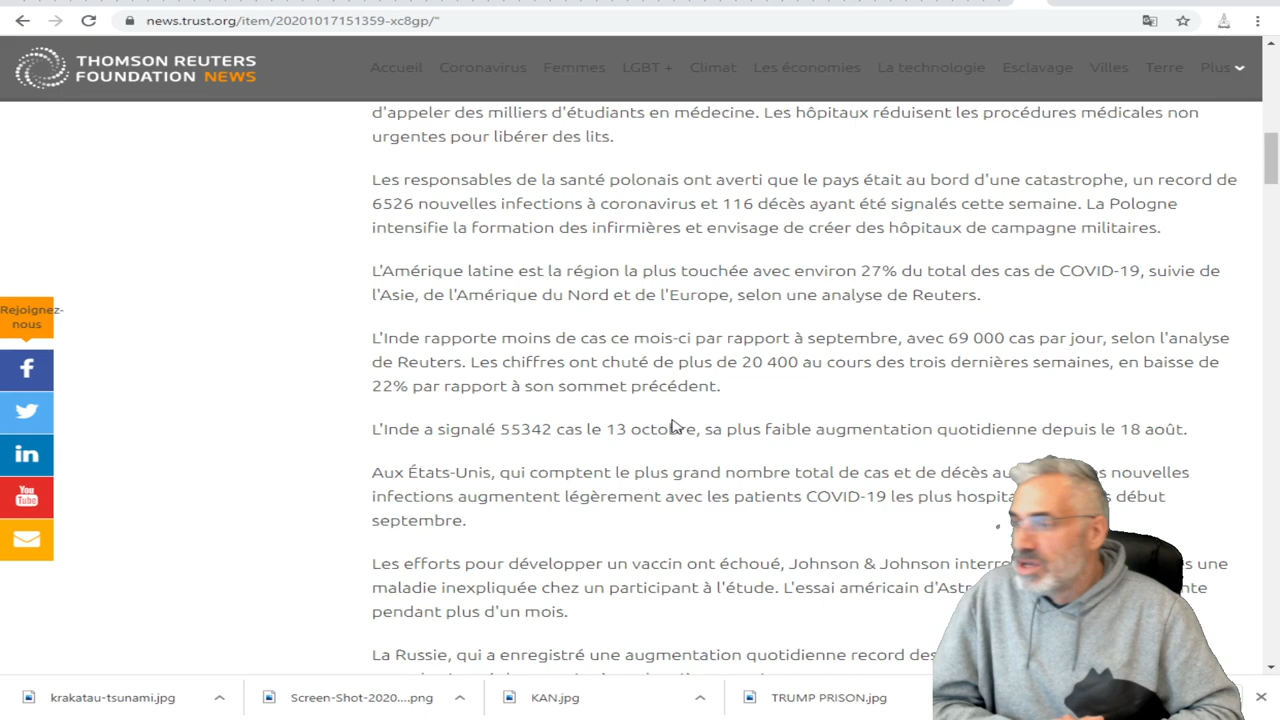 news.trust.org/item/20201017151359-xc8gp/"
THOMSON REUTERS
FOUNDATION NEWS
Accueil Coronavirus Femmes LGBT + Climat Les économies La technologie Esclavage Villes Terre Plus
d'appeler des milliers d'étudiants en médecine. Les hôpitaux réduisent les procédures médicales non
urgentes pour libérer des lits.
Les responsables de la santé polonais ont averti que le pays était au bord d'une catastrophe, un record de
6526 nouvelles infections à coronavirus et 116 décès ayant été signalés cette semaine. La Pologne
intensifie la formation des infirmières et envisage de créer des hôpitaux de campagne militaires.
L'Amérique latine est la région la plus touchée avec environ 27% du total des cas de COVID-19, suivie de
l'Asie, de l'Amérique du Nord et de l'Europe, selon une analyse de Reuters.
Rejoignez-
nous
L'Inde rapporte moins de cas ce mois-ci par rapport à septembre, avec 69 000 cas par jour, selon l'analyse
de Reuters. Les chiffres ont chuté de plus de 20 400 au cours des trois dernières semaines, en baisse de
22% par rapport à son sommet précédent.
L'Inde a signalé 55342 cas le 13 octobre, sa plus faible augmentation quotidienne depuis le 18 août.
Aux États-Unis, qui comptent le plus grand nombre total de cas et de décès nouvelles
infections augmentent légèrement avec les patients COVID-19 les plus début
septembre.
Les efforts pour développer un vaccin ont échoué, Johnson & Johnson une
maladie inexpliquée chez un participant à l'étude. L'essai américain
pendant plus d'un mois.
La Russie, qui a enregistré une augmentation quotidienne record
You Tube
krakatau-tsunami.jpg
Screen-Shot-2020....png
KAN.jpg
TRUMP PRISON.jpg